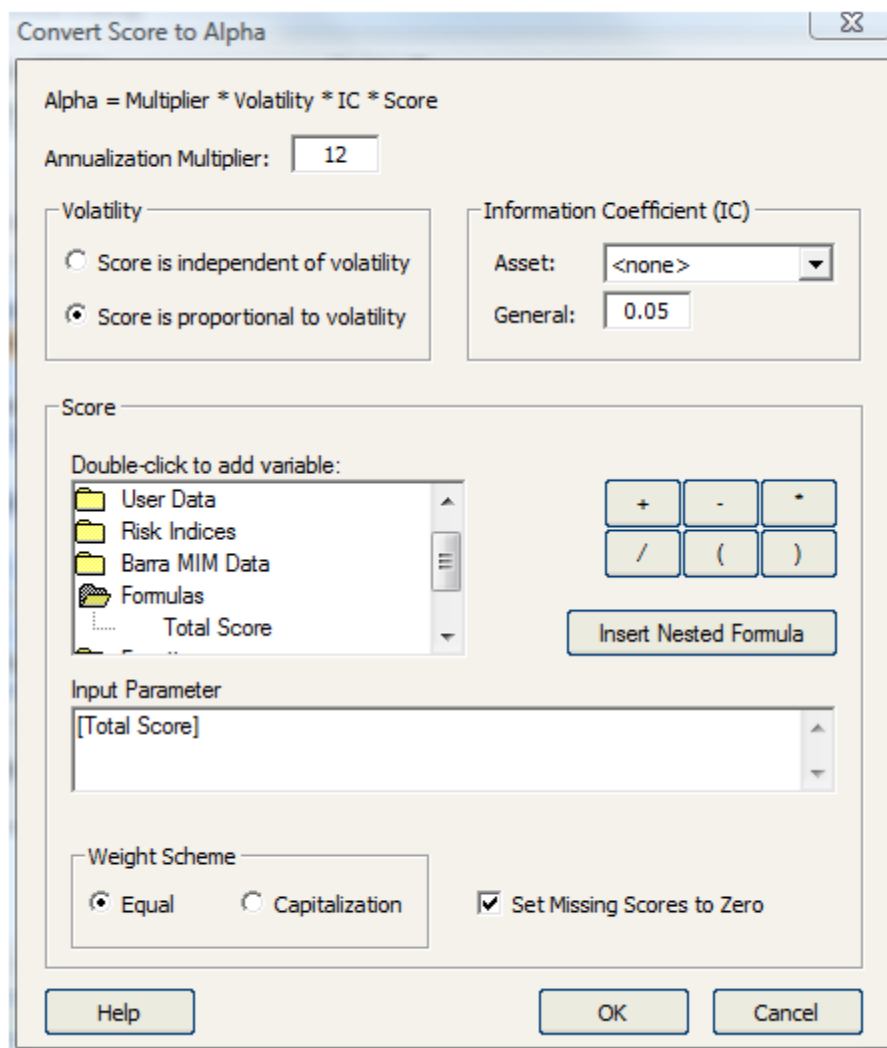 Convert Score to Alpha
Alpha = Multiplier * Volatility * IC * Score
Annualization Multiplier: 12
Volatility
Score is independent of volatility
Score is proportional to volatility
Information Coefficient (IC)
Asset: <none>
General: 0.05
Score
Double-click to add variable:
User Data
Risk Indices
Barra MIM Data
Formulas
Total Score
+ - *
/ ( )
Insert Nested Formula
Input Parameter
[Total Score]
Weight Scheme
Equal Capitalization
Set Missing Scores to Zero
Help OK Cancel